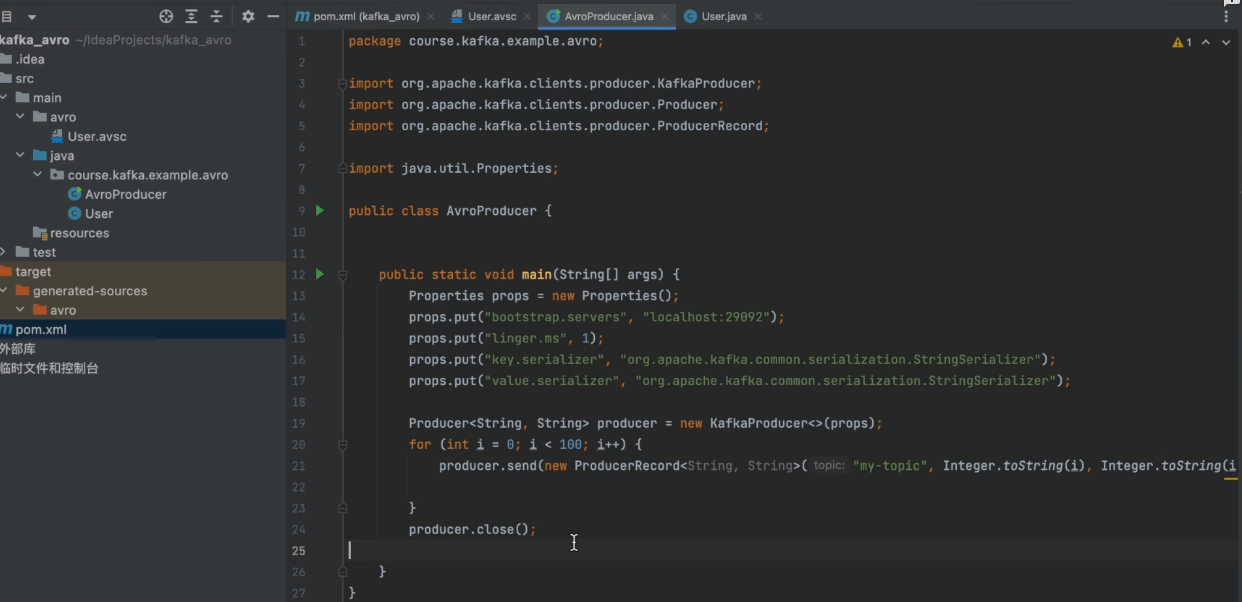 pom.xml (kafka_avro)
User.avsc
AvroProducer.java
User.java
kafka_avro ~/IdeaProjects/kafka_avro
.idea
src
main
avro
User.avsc
java
course.kafka.example.avro
AvroProducer
User
resources
test
target
generated-sources
avro
pom.xml
外部库
临时文件和控制台
1
1 package course.kafka.example.avro;
2
3 import org.apache.kafka.clients.producer.KafkaProducer;
4 import org.apache.kafka.clients.producer.Producer;
5 import org.apache.kafka.clients.producer.ProducerRecord;
6
7 import java.util.Properties;
8
9 public class AvroProducer {
10
11
12 public static void main(String[] args) {
13 Properties props = new Properties();
14 props.put("bootstrap.servers", "localhost:29092");
15 props.put("linger.ms", 1);
16 props.put("key.serializer", "org.apache.kafka.common.serialization.StringSerializer");
17 props.put("value.serializer", "org.apache.kafka.common.serialization.StringSerializer");
18
19 Producer<String, String> producer = new KafkaProducer<>(props);
20 for (int i = 0; i < 100; i++) {
21 producer.send(new ProducerRecord<String, String>( topic: "my-topic", Integer.toString(i), Integer.toString(i
22
23 }
24 producer.close();
25
26 }
27 }